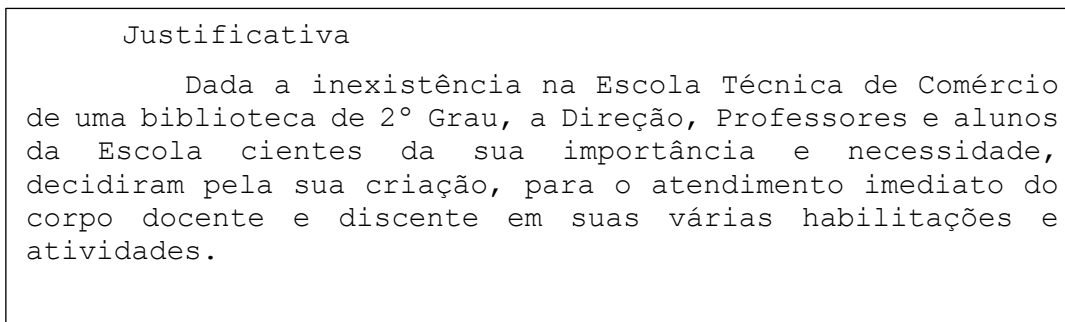 Justificativa
Dada a inexistência na Escola Técnica de Comércio
de uma biblioteca de 2º Grau, a Direção, Professores e alunos
da Escola cientes da sua importância e necessidade,
decidiram pela sua criação, para o atendimento imediato do
corpo docente e discente em suas várias habilitações e
atividades.